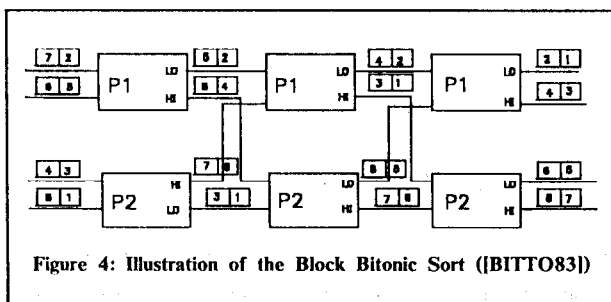 7 2
5 2
4 2
2 1
6 5
P1
LO
HI
8 4
P1
LO
HI
3 1
P1
LO
HI
4 3
4 3
7 6
8 5
6 5
8 1
P2
HI
LO
3 1
P2
LO
HI
7 6
P2
LO
HI
8 7
Figure 4: Illustration of the Block Bitonic Sort ([BITTO83])